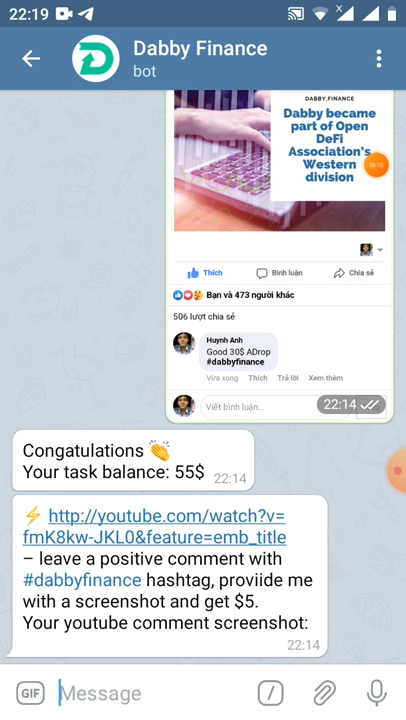 22:19
Dabby Finance
bot
DABBY.FINANCE
Dabby became
part of Open
DeFi
Association's
Western
division
Thích Bình luận Chia sẻ
Bạn và 473 người khác
506 lượt chia sẻ
Huynh Anh
Good 30$ ADrop
#dabbyfinance
Vừa xong Thích Trả lời Xem thêm
Viết bình luận...
22:14
Congatulations 👏
Your task balance: 55$
22:14
⚡ http://youtube.com/watch?v=
fmK8kw-JKL0&feature=emb_title
– leave a positive comment with
#dabbyfinance hashtag, proviide me
with a screenshot and get $5.
Your youtube comment screenshot:
22:14
GIF Message